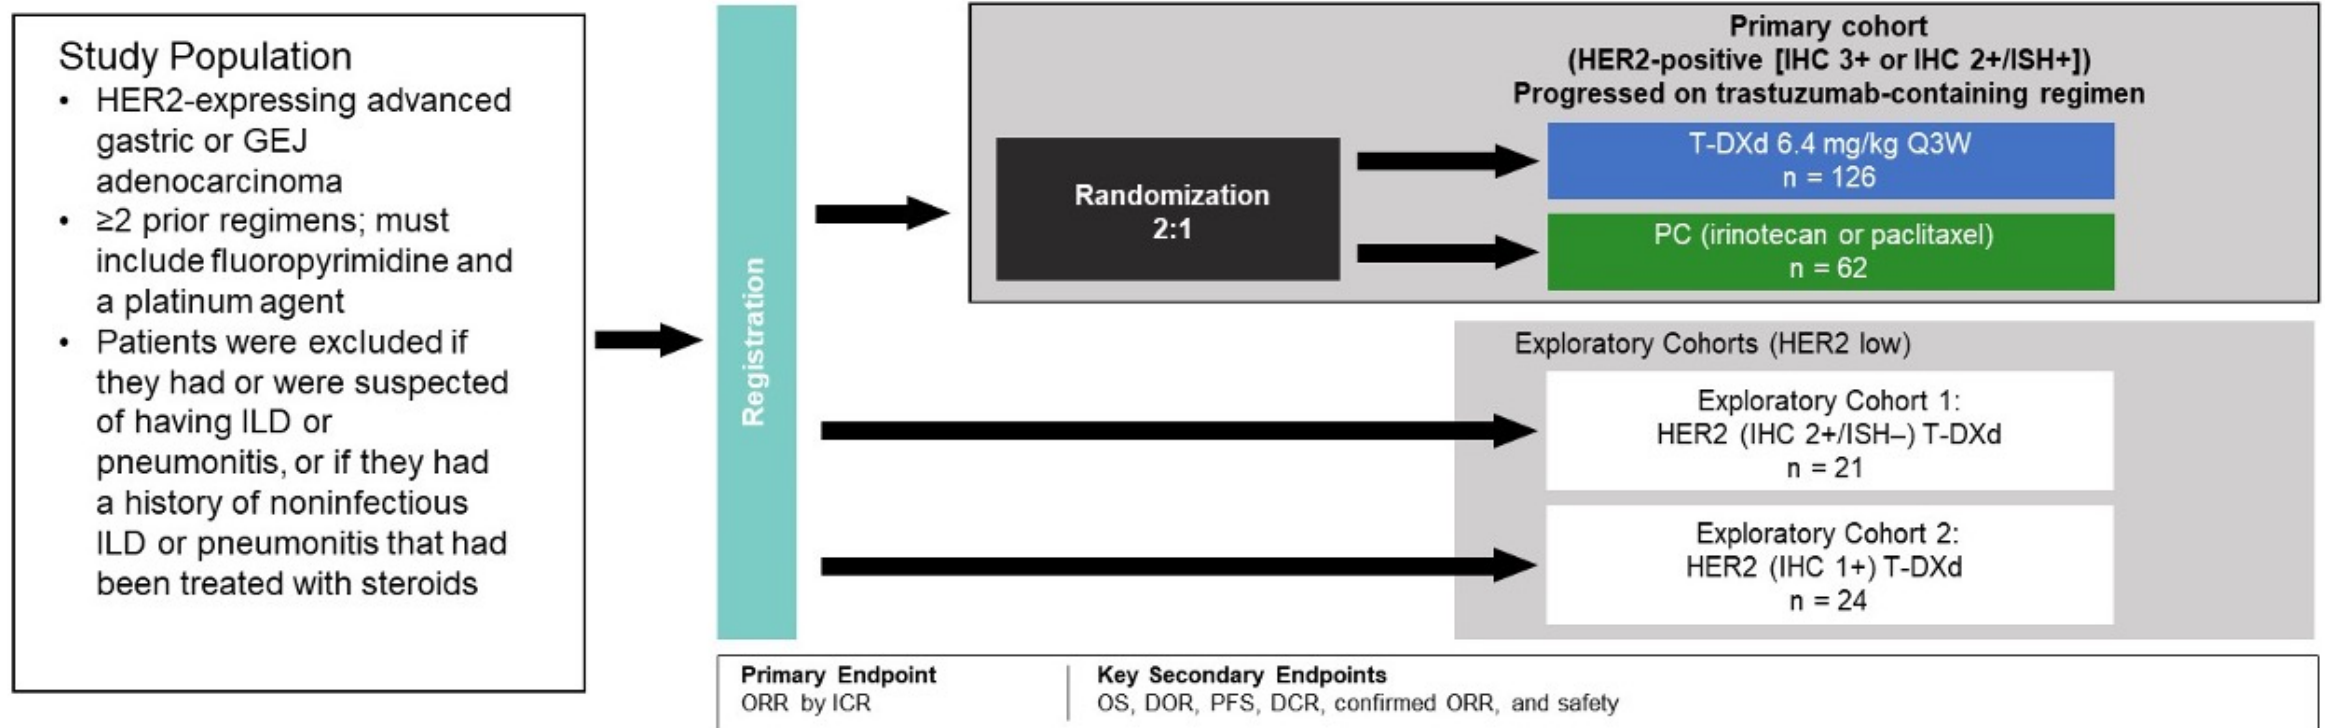 Study Population
• HER2-expressing advanced
gastric or GEJ
adenocarcinoma
• ≥2 prior regimens; must
include fluoropyrimidine and
a platinum agent
• Patients were excluded if
they had or were suspected
of having ILD or
pneumonitis, or if they had
a history of noninfectious
ILD or pneumonitis that had
been treated with steroids
Registration
Primary cohort
(HER2-positive [IHC 3+ or IHC 2+/ISH+])
Progressed on trastuzumab-containing regimen
Randomization
2:1
T-DXd 6.4 mg/kg Q3W
n = 126
PC (irinotecan or paclitaxel)
n = 62
Exploratory Cohorts (HER2 low)
Exploratory Cohort 1:
HER2 (IHC 2+/ISH–) T-DXd
n = 21
Exploratory Cohort 2:
HER2 (IHC 1+) T-DXd
n = 24
Primary Endpoint
ORR by ICR
Key Secondary Endpoints
OS, DOR, PFS, DCR, confirmed ORR, and safety